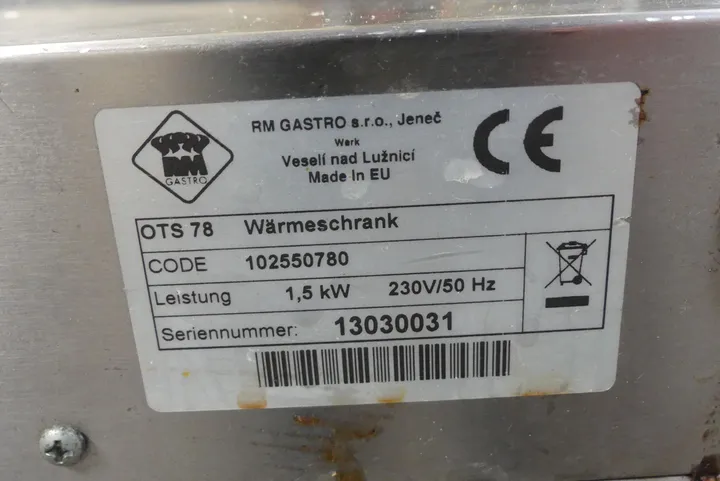 RM
GASTRO
RM GASTRO s.r.o., Jeneč
Werk
Veselí nad Lužnicí
Made In EU
CE
OTS 78 Wärmeschrank
CODE 102550780
Leistung 1,5 kW 230V/50 Hz
Seriennummer: 13030031